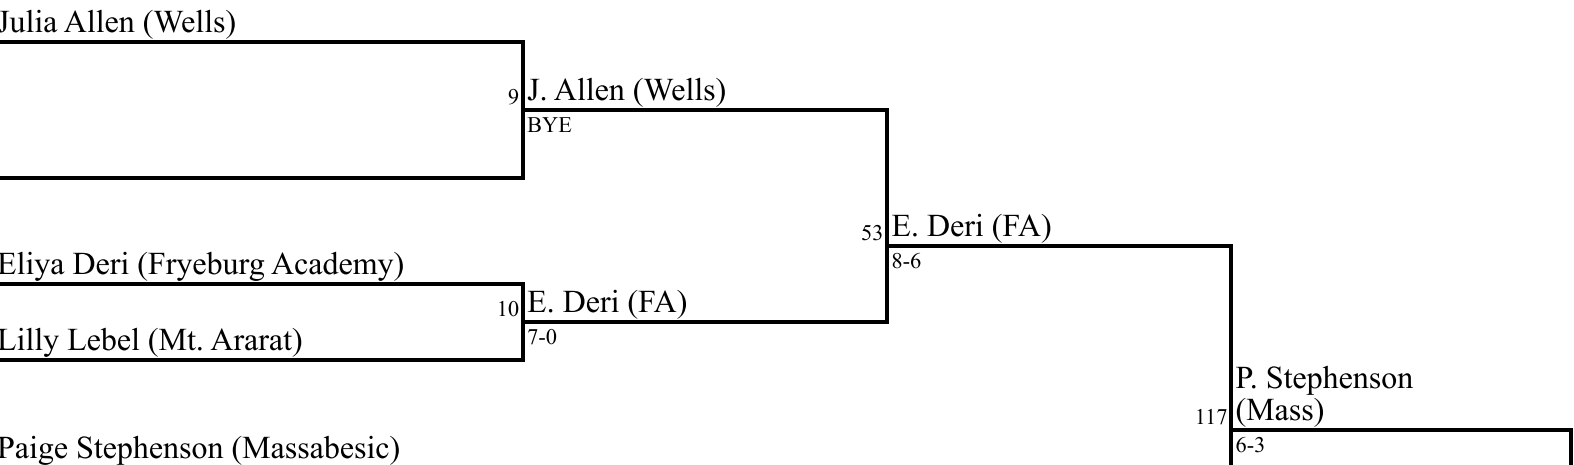 Julia Allen (Wells)
9
J. Allen (Wells)
BYE
53
E. Deri (FA)
8-6
Eliya Deri (Fryeburg Academy)
10
E. Deri (FA)
7-0
Lilly Lebel (Mt. Ararat)
P. Stephenson
(Mass)
117
6-3
Paige Stephenson (Massabesic)